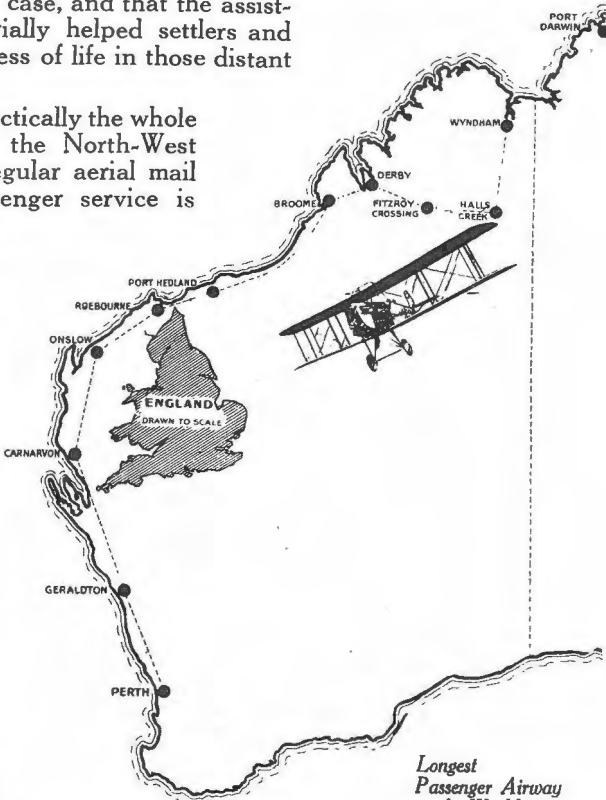 case, and that the assist-
ially helped settlers and
ess of life in those distant
ctically the whole
the North-West
egular aerial mail
enger service is
PORT
DARWIN
WYNDHAM
DERBY
BROOME
FITZROY
CROSSING
HALLS
CREEK
PORT HEDLAND
ROEBOURNE
ONSLOW
ENGLAND
DRAWN TO SCALE
CARNARVON
GERALDTON
PERTH
Longest
Passenger Airway